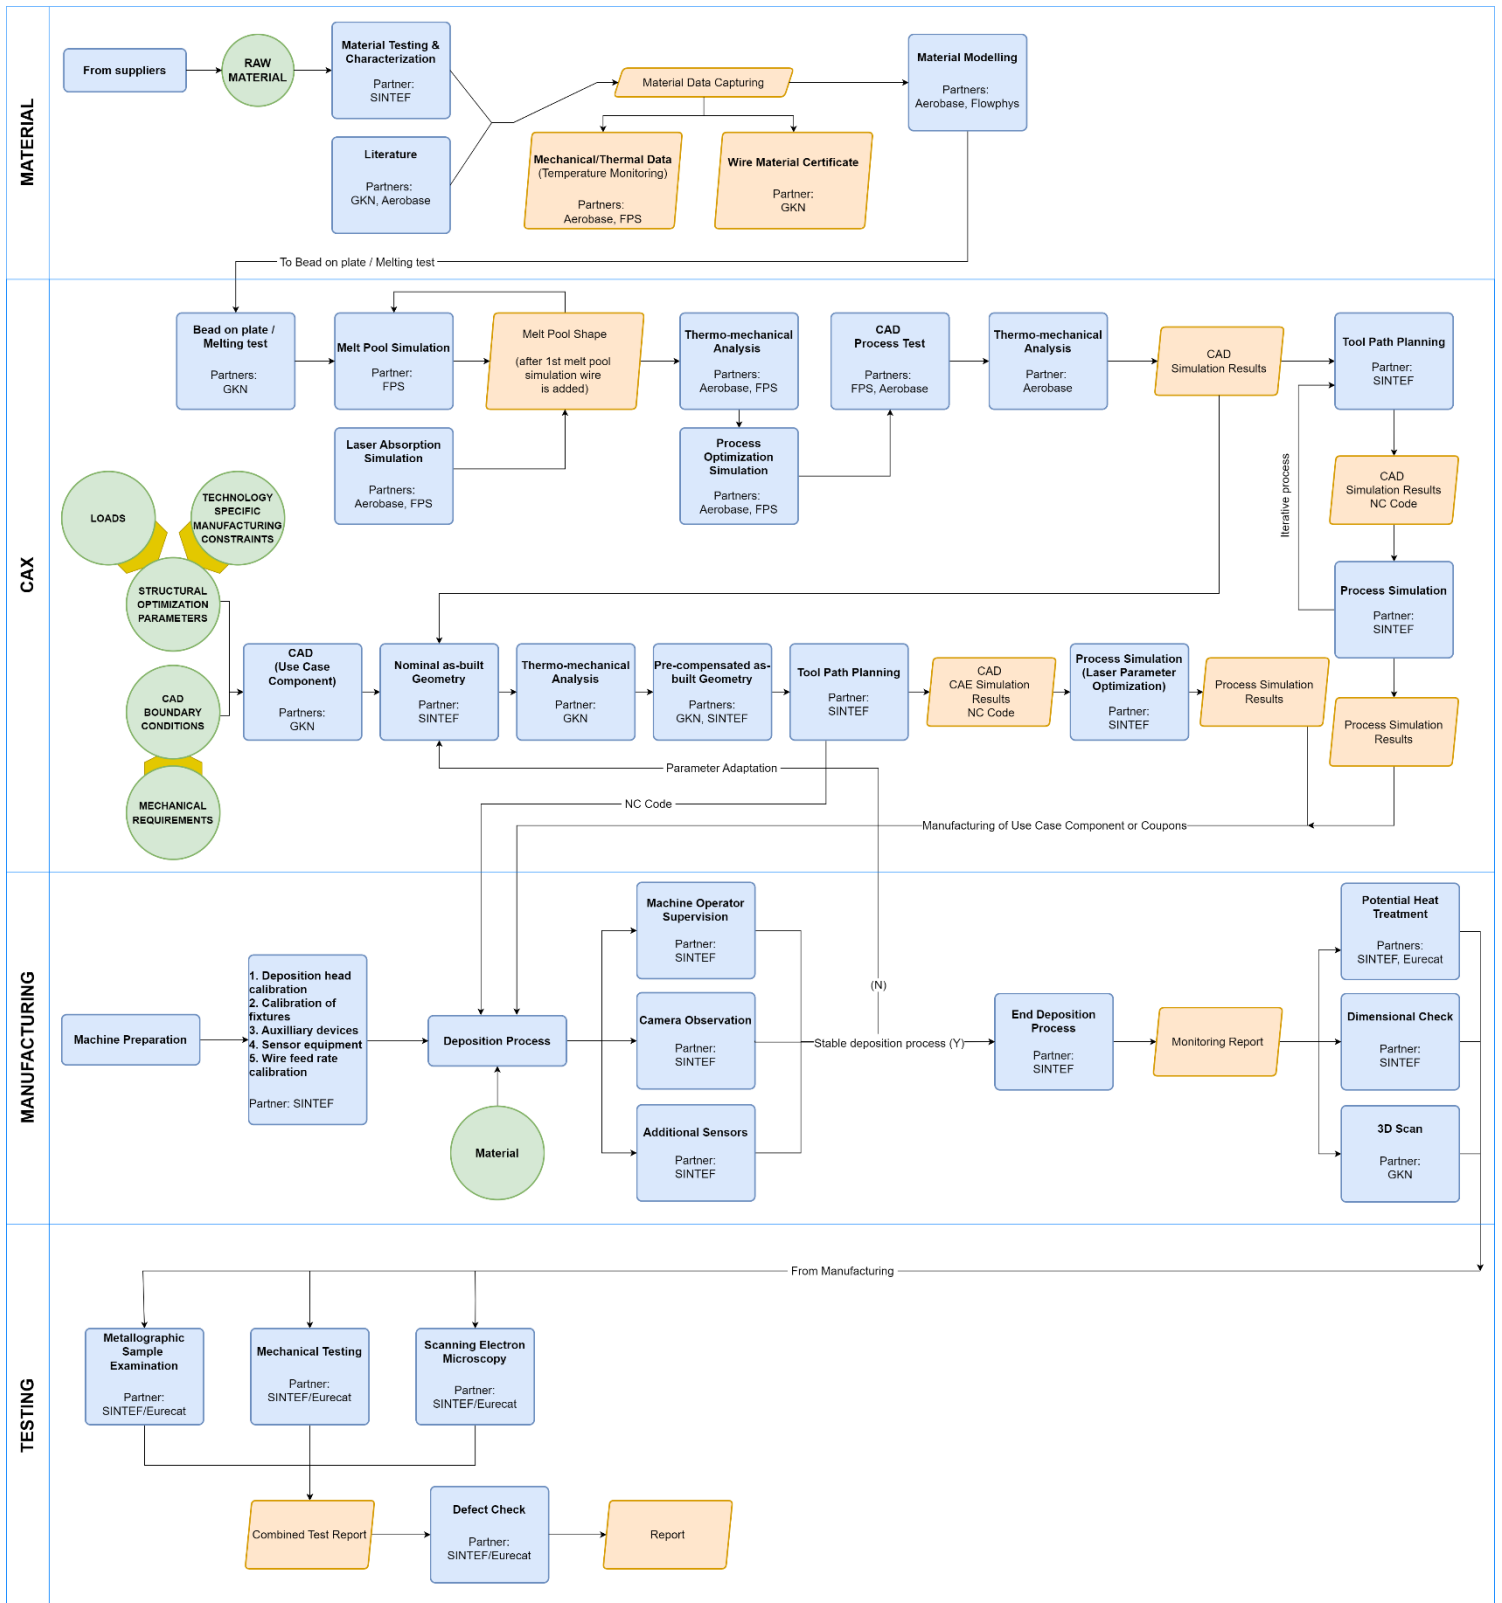 MATERIAL
From suppliers
RAW
MATERIAL
Material Testing &
Characterization
Partner:
SINTEF
Literature
Partners:
GKN, Aerobase
Material Data Capturing
Mechanical/Thermal Data
(Temperature Monitoring)
Partners:
Aerobase, FPS
Wire Material Certificate
Partner:
GKN
Material Modelling
Partners:
Aerobase, Flowphys
To Bead on plate / Melting test
CAX
Bead on plate /
Melting test
Partners:
GKN
Melt Pool Simulation
Partner:
FPS
Melt Pool Shape
(after 1st melt pool
simulation wire
is added)
Laser Absorption
Simulation
Partners:
Aerobase, FPS
Thermo-mechanical
Analysis
Partners:
Aerobase, FPS
Process
Optimization
Simulation
Partners:
Aerobase, FPS
CAD
Process Test
Partners:
FPS, Aerobase
Thermo-mechanical
Analysis
Partner:
Aerobase
CAD
Simulation Results
Tool Path Planning
Partner:
SINTEF
Iterative process
CAD
Simulation Results
NC Code
Process Simulation
Partner:
SINTEF
Process Simulation
Results
LOADS
TECHNOLOGY
SPECIFIC
MANUFACTURING
CONSTRAINTS
STRUCTURAL
OPTIMIZATION
PARAMETERS
CAD
BOUNDARY
CONDITIONS
MECHANICAL
REQUIREMENTS
CAD
(Use Case
Component)
Partners:
GKN
Nominal as-built
Geometry
Partner:
SINTEF
Thermo-mechanical
Analysis
Partner:
GKN
Pre-compensated as-
built Geometry
Partners:
GKN, SINTEF
Tool Path Planning
Partner:
SINTEF
CAD
CAE Simulation
Results
NC Code
Process Simulation
(Laser Parameter
Optimization)
Partner:
SINTEF
Process Simulation
Results
Parameter Adaptation
NC Code
Manufacturing of Use Case Component or Coupons
MANUFACTURING
Machine Preparation
1. Deposition head
calibration
2. Calibration of
fixtures
3. Auxilliary devices
4. Sensor equipment
5. Wire feed rate
calibration
Partner: SINTEF
Deposition Process
Material
Machine Operator
Supervision
Partner:
SINTEF
Camera Observation
Partner:
SINTEF
Additional Sensors
Partner:
SINTEF
(N)
Stable deposition process (Y)
End Deposition
Process
Partner:
SINTEF
Monitoring Report
Potential Heat
Treatment
Partners:
SINTEF, Eurecat
Dimensional Check
Partner:
SINTEF
3D Scan
Partner:
GKN
TESTING
From Manufacturing
Metallographic
Sample
Examination
Partner:
SINTEF/Eurecat
Mechanical Testing
Partner:
SINTEF/Eurecat
Scanning Electron
Microscopy
Partner:
SINTEF/Eurecat
Combined Test Report
Defect Check
Partner:
SINTEF/Eurecat
Report